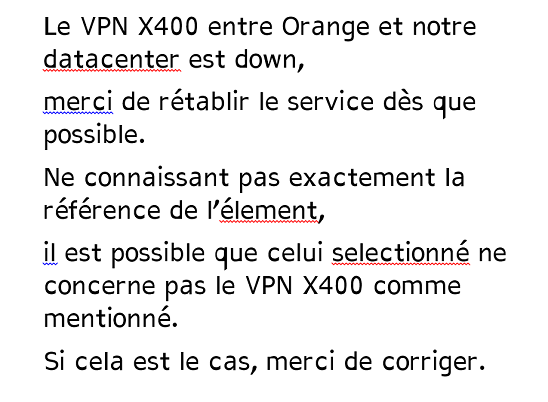 Le VPN X400 entre Orange et notre
datacenter est down,
merci de rétablir le service dès que
possible.
Ne connaissant pas exactement la
référence de l'élement,
il est possible que celui selectionné ne
concerne pas le VPN X400 comme
mentionné.
Si cela est le cas, merci de corriger.